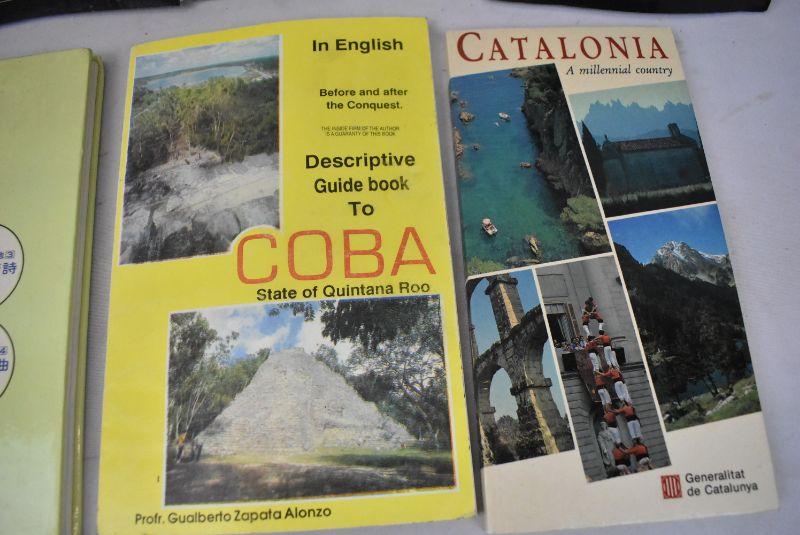 ③
詩
④
曲
In English
Before and after
the Conquest.
THE INSIDE FIRM OF THE AUTHOR
IS A GUARANTY OF THIS BOOK
Descriptive
Guide book
To
COBA
State of Quintana Roo
Profr. Gualberto Zapata Alonzo
CATALONIA
A millennial country
Generalitat
de Catalunya